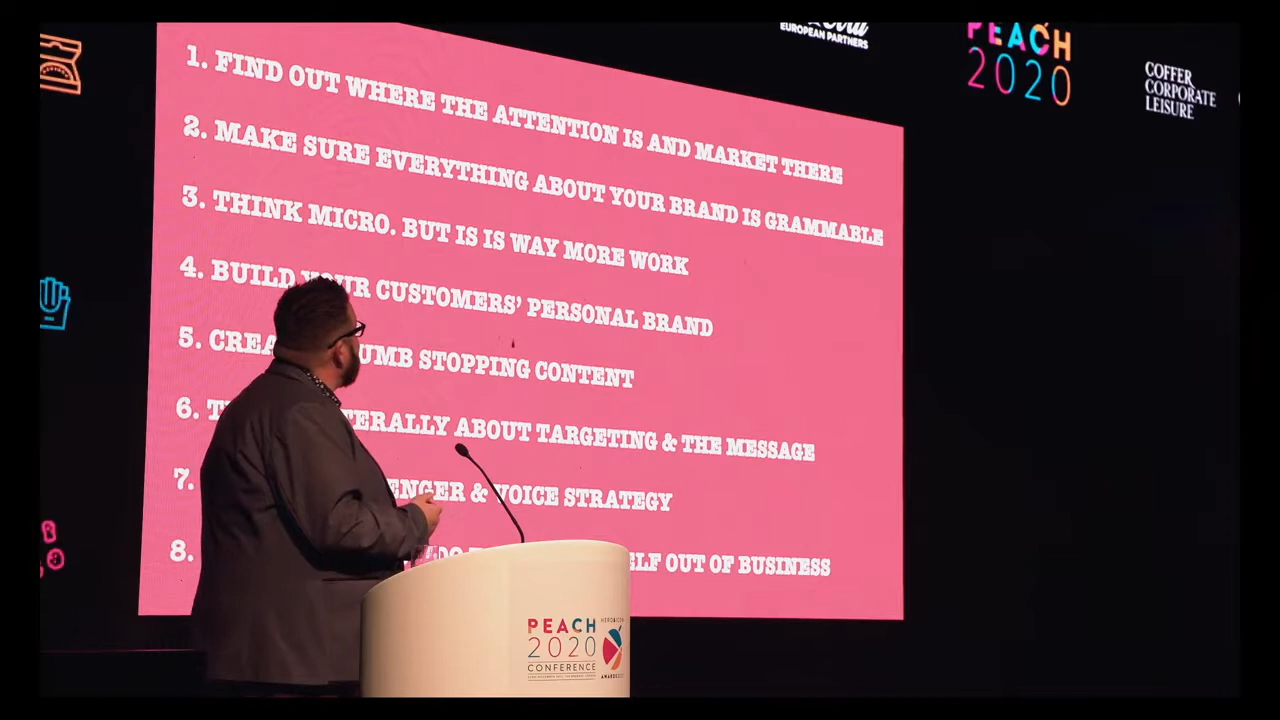 EUROPEAN PARTNERS
PEACH
2020
COFFER
CORPORATE
LEISURE
1. FIND OUT WHERE THE ATTENTION IS AND MARKET THERE
2. MAKE SURE EVERYTHING ABOUT YOUR BRAND IS GRAMMABLE
3. THINK MICRO. BUT IS IS WAY MORE WORK
4. BUILD YOUR CUSTOMERS’ PERSONAL BRAND
5. STOPPING CONTENT
6. ABOUT TARGETING & THE MESSAGE
7. & VOICE STRATEGY
8. OUT OF BUSINESS
PEACH
2020
CONFERENCE